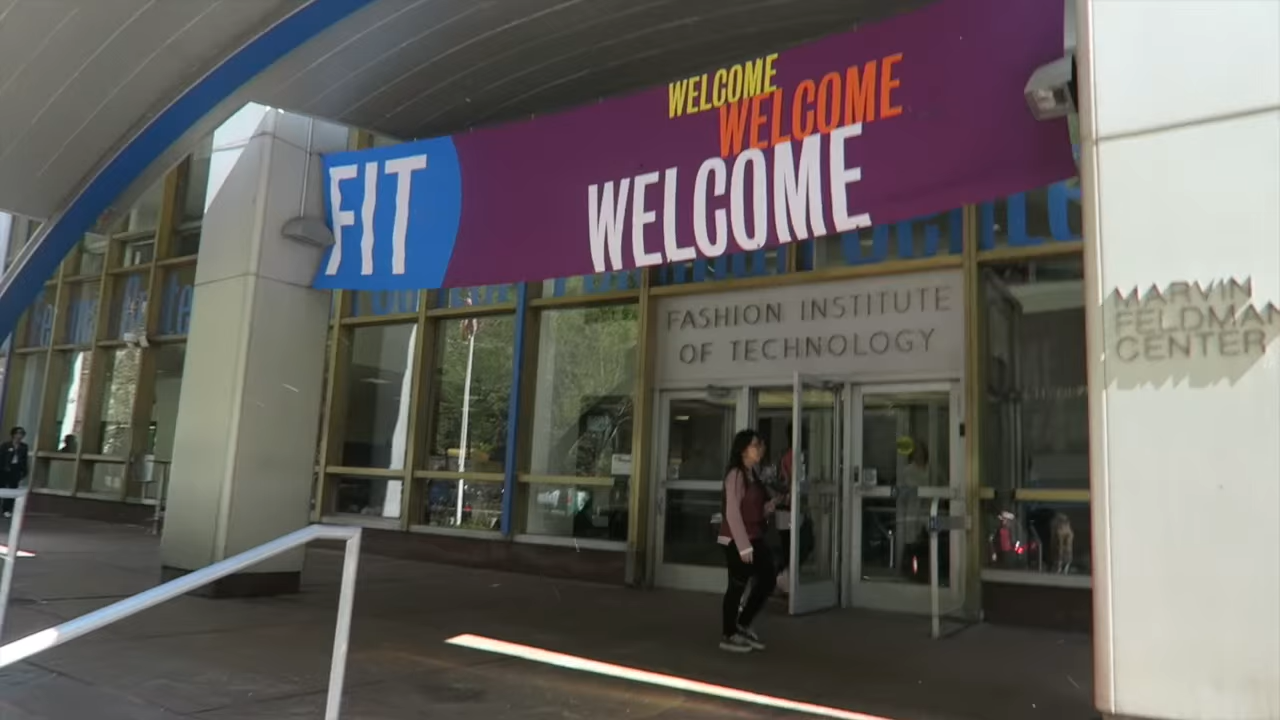 WELCOME
WELCOME
FIT
WELCOME
FASHION INSTITUTE
OF TECHNOLOGY
MARVIN
FELDMAN
CENTER